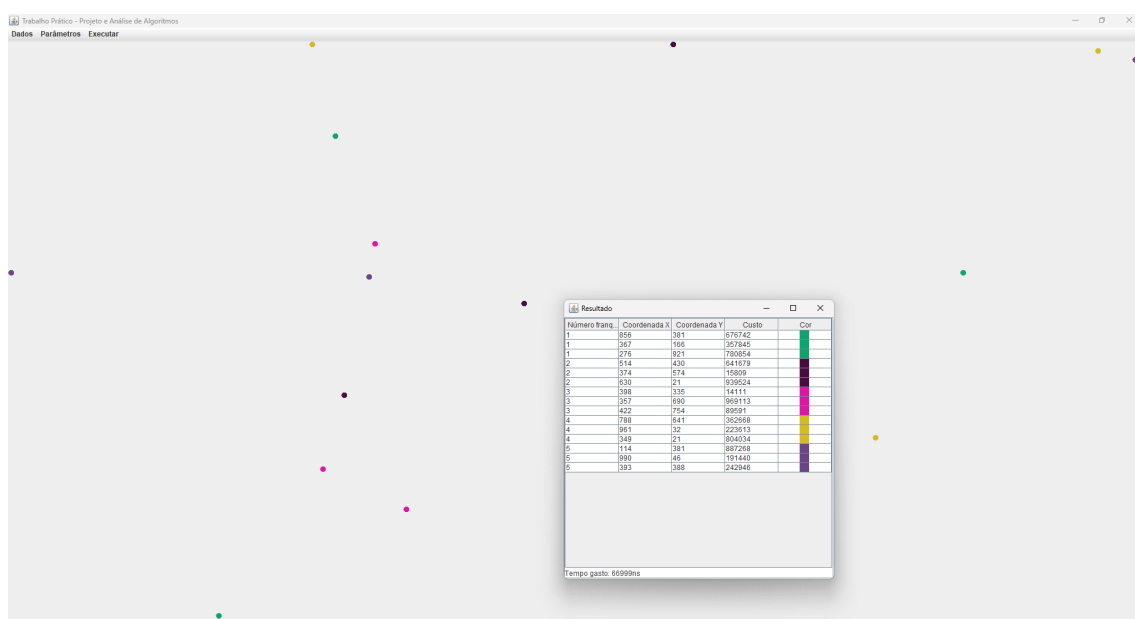 Trabalho Prático - Projeto e Análise de Algoritmos
Dados Parâmetros Executar
Resultado
Número franq... Coordenada X Coordenada Y Custo Cor
1 856 381 676742
1 367 166 357845
1 276 921 780854
2 514 430 641679
2 374 574 15809
2 630 21 939524
3 398 335 14111
3 357 690 969113
3 422 754 89591
4 788 641 362668
4 961 32 223613
4 349 21 804034
5 114 381 887268
5 990 46 191440
5 393 388 242946
Tempo gasto: 66999ns